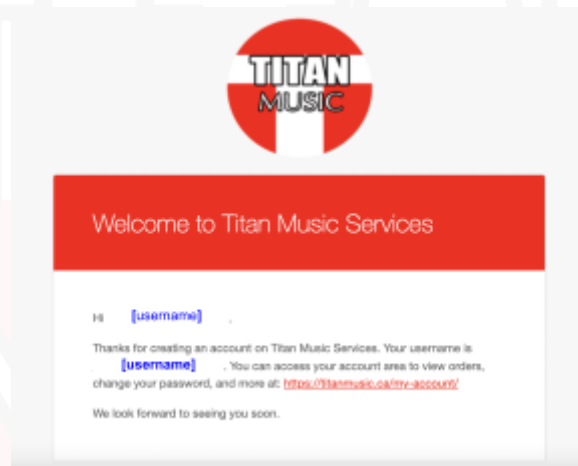 TITAN
MUSIC
Welcome to Titan Music Services
Hi [username] ,
Thanks for creating an account on Titan Music Services. Your username is
[username] . You can access your account area to view orders,
change your password, and more at: https://titanmusic.ca/my-account/
We look forward to seeing you soon.